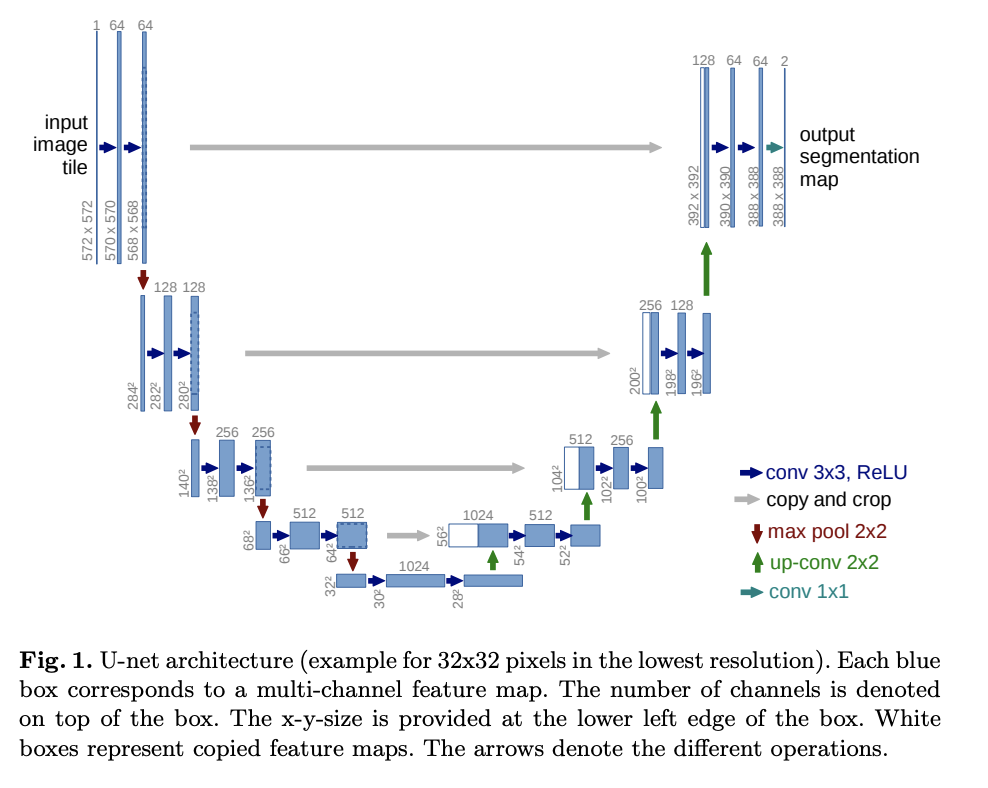 1 64 64
input
image
tile
572 x 572
570 x 570
568 x 568
128 64 64 2
output
segmentation
map
392 x 392
390 x 390
388 x 388
388 x 388
128 128
284²
282²
280²
256 128
200²
198²
196²
256 256
140²
138²
136²
512 256
104²
102²
100²
512 512
68²
66²
64²
1024 512
56²
54²
52²
1024
32²
30²
28²
conv 3x3, ReLU
copy and crop
max pool 2x2
up-conv 2x2
conv 1x1
Fig. 1. U-net architecture (example for 32x32 pixels in the lowest resolution). Each blue
box corresponds to a multi-channel feature map. The number of channels is denoted
on top of the box. The x-y-size is provided at the lower left edge of the box. White
boxes represent copied feature maps. The arrows denote the different operations.